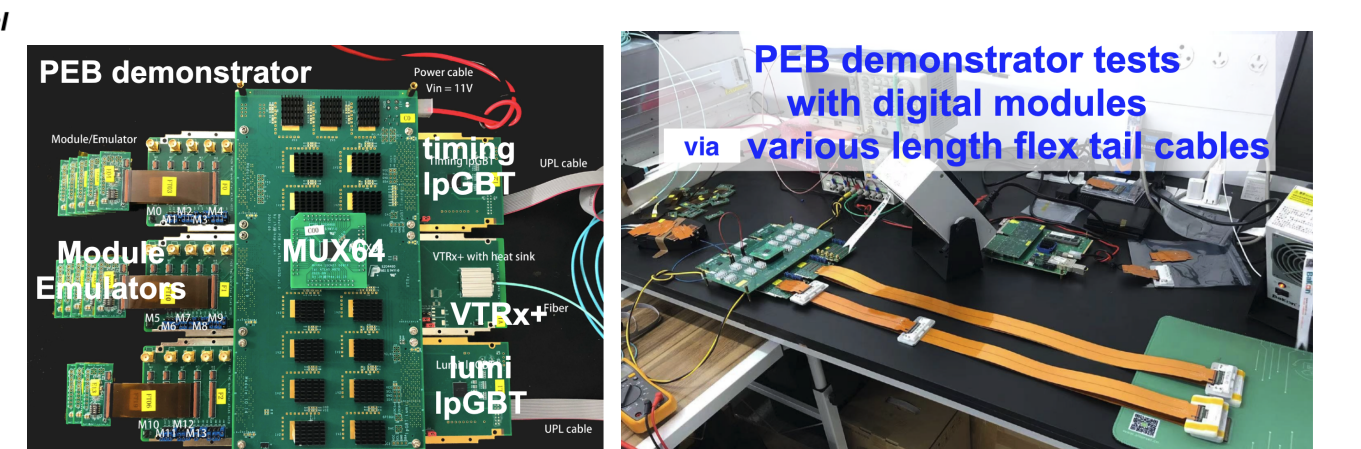 PEB demonstrator
Power cable
Vin = 11V
C0
Module/Emulator
timing
lpGBT
UPL cable
M0 M2 M4
M1 M3
C00
MUX64
Module
Emulators
VTRx+ with heat sink
VTRx+
Fiber
M5 M7 M9
M6 M8
lumi
lpGBT
M10 M12
M11 M13
UPL cable
PEB demonstrator tests
with digital modules
via various length flex tail cables